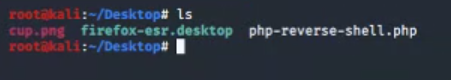 root@kali:~/Desktop# ls
cup.png firefox-esr.desktop php-reverse-shell.php
root@kali:~/Desktop#